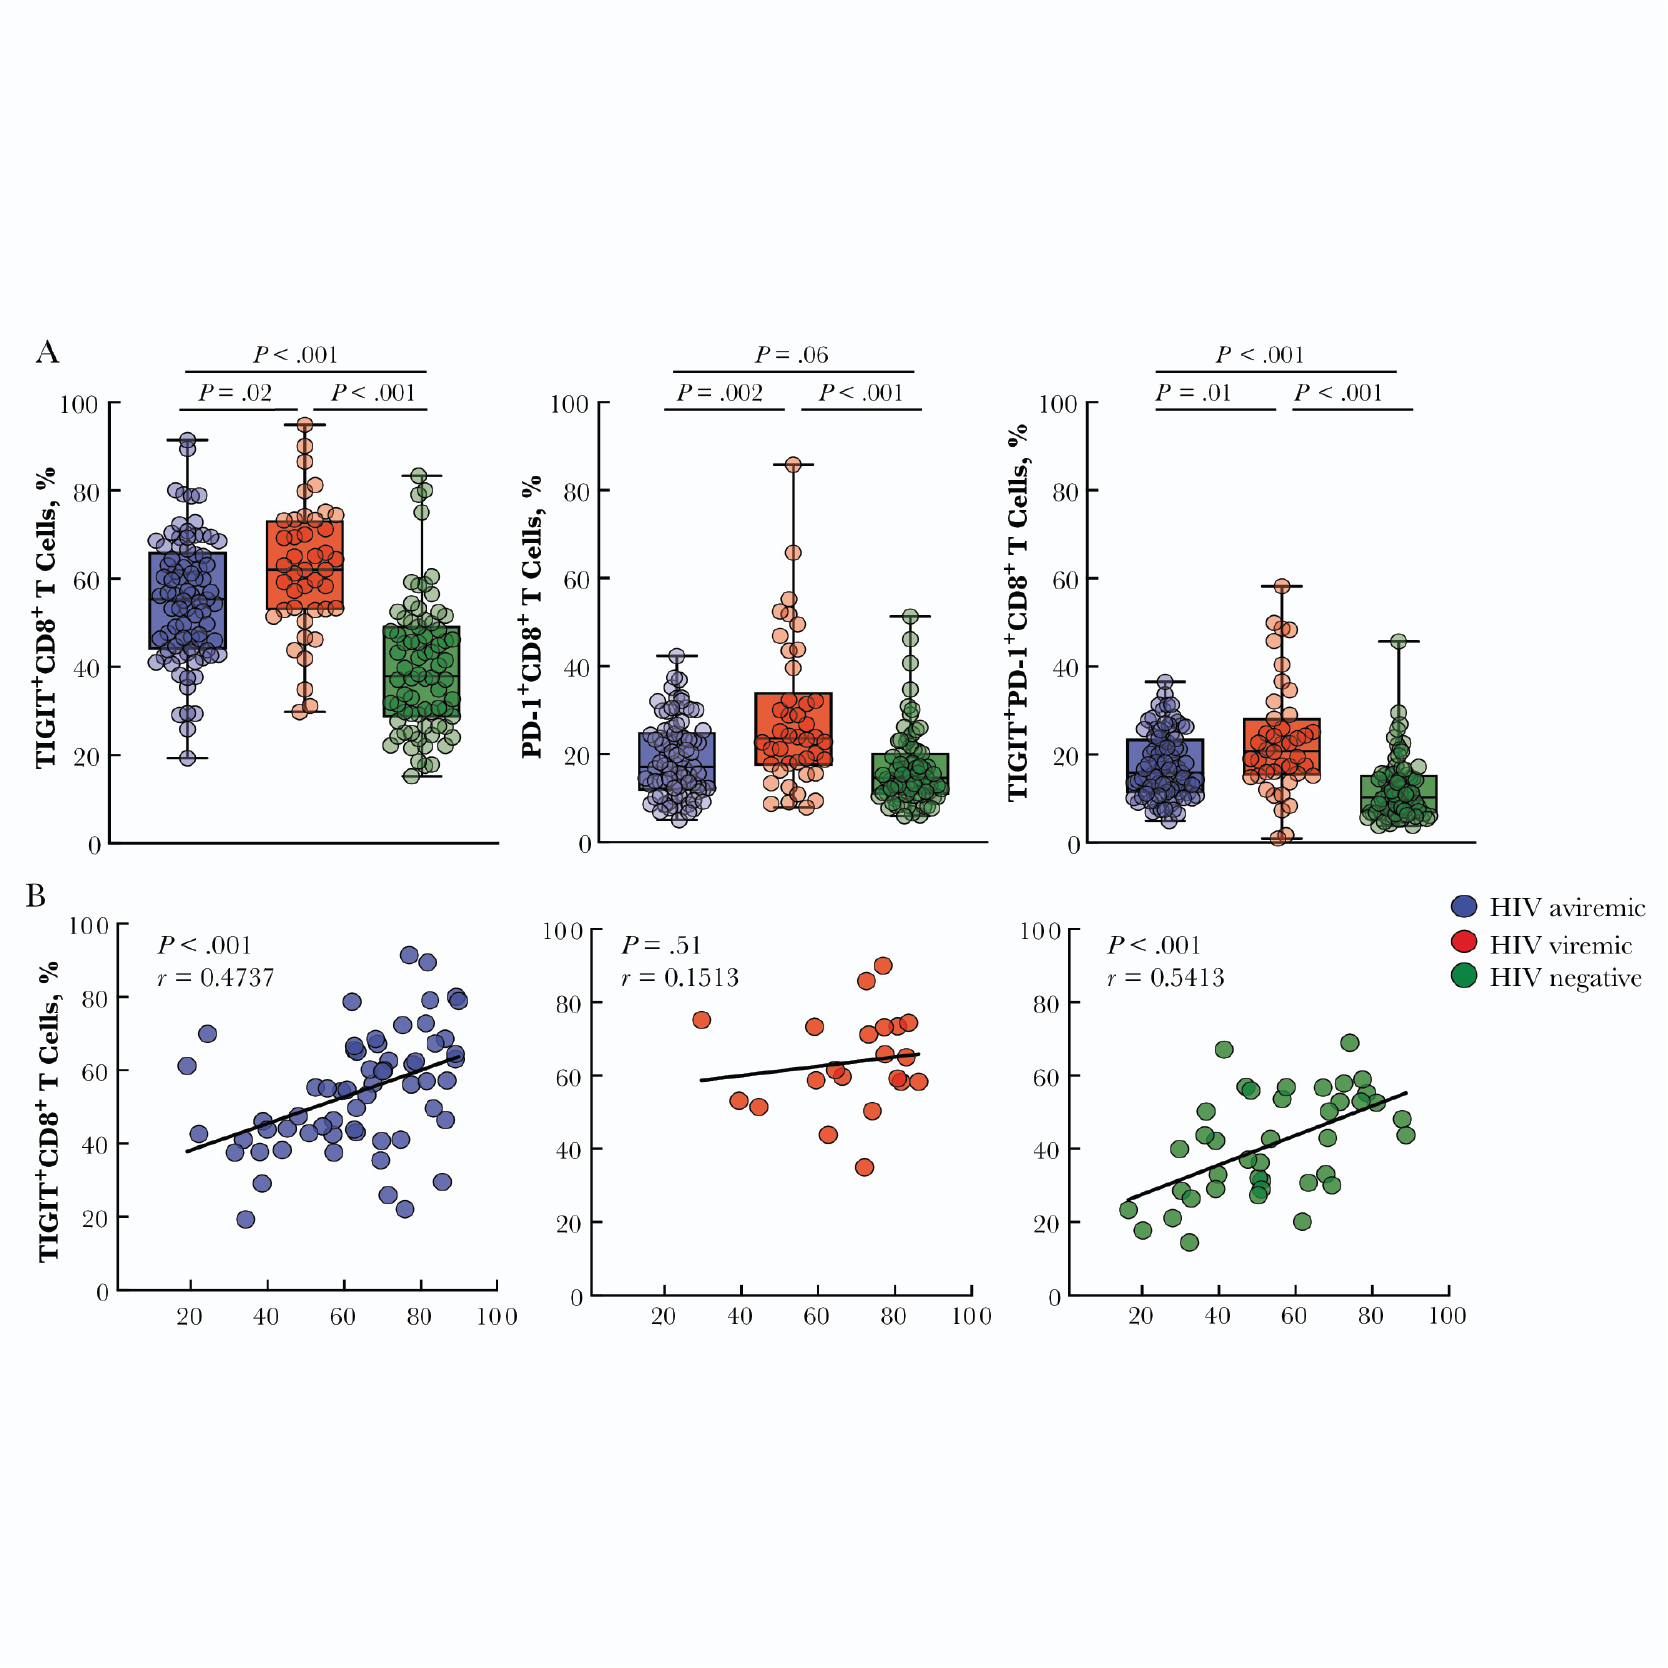 A
P < .001
P = .02
P < .001
TIGIT+CD8+ T Cells, %
100
80
60
40
20
0
P = .06
P = .002
P < .001
PD-1+CD8+ T Cells, %
100
80
60
40
20
0
P < .001
P = .01
P < .001
TIGIT+PD-1+CD8+ T Cells, %
100
80
60
40
20
0
B
TIGIT+CD8+ T Cells, %
P < .001
r = 0.4737
100
80
60
40
20
0
20 40 60 80 100
P = .51
r = 0.1513
100
80
60
40
20
0
20 40 60 80 100
P < .001
r = 0.5413
100
80
60
40
20
0
20 40 60 80 100
HIV aviremic
HIV viremic
HIV negative